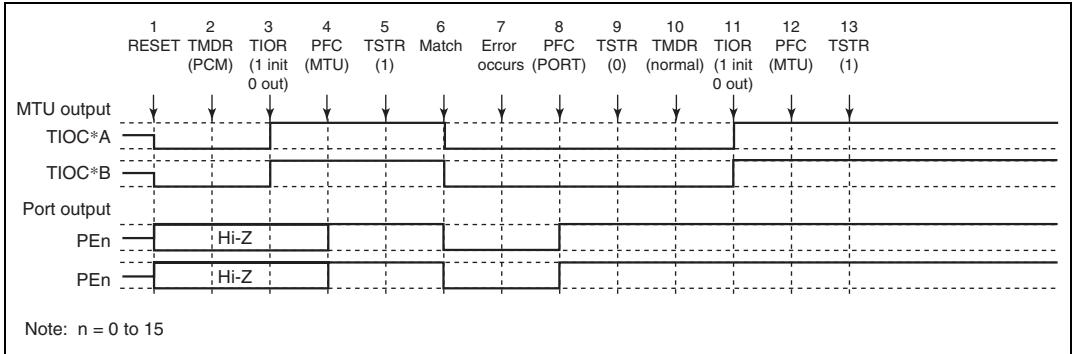 1 2 3 4 5 6 7 8 9 10 11 12 13
RESET TMDR TIOR PFC TSTR Match Error PFC TSTR TMDR TIOR PFC TSTR
(PCM) (1 init (MTU) (1) occurs (PORT) (0) (normal) (1 init (MTU) (1)
0 out) 0 out)
MTU output
TIOC*A
TIOC*B
Port output
PEn Hi-Z
PEn Hi-Z
Note: n = 0 to 15